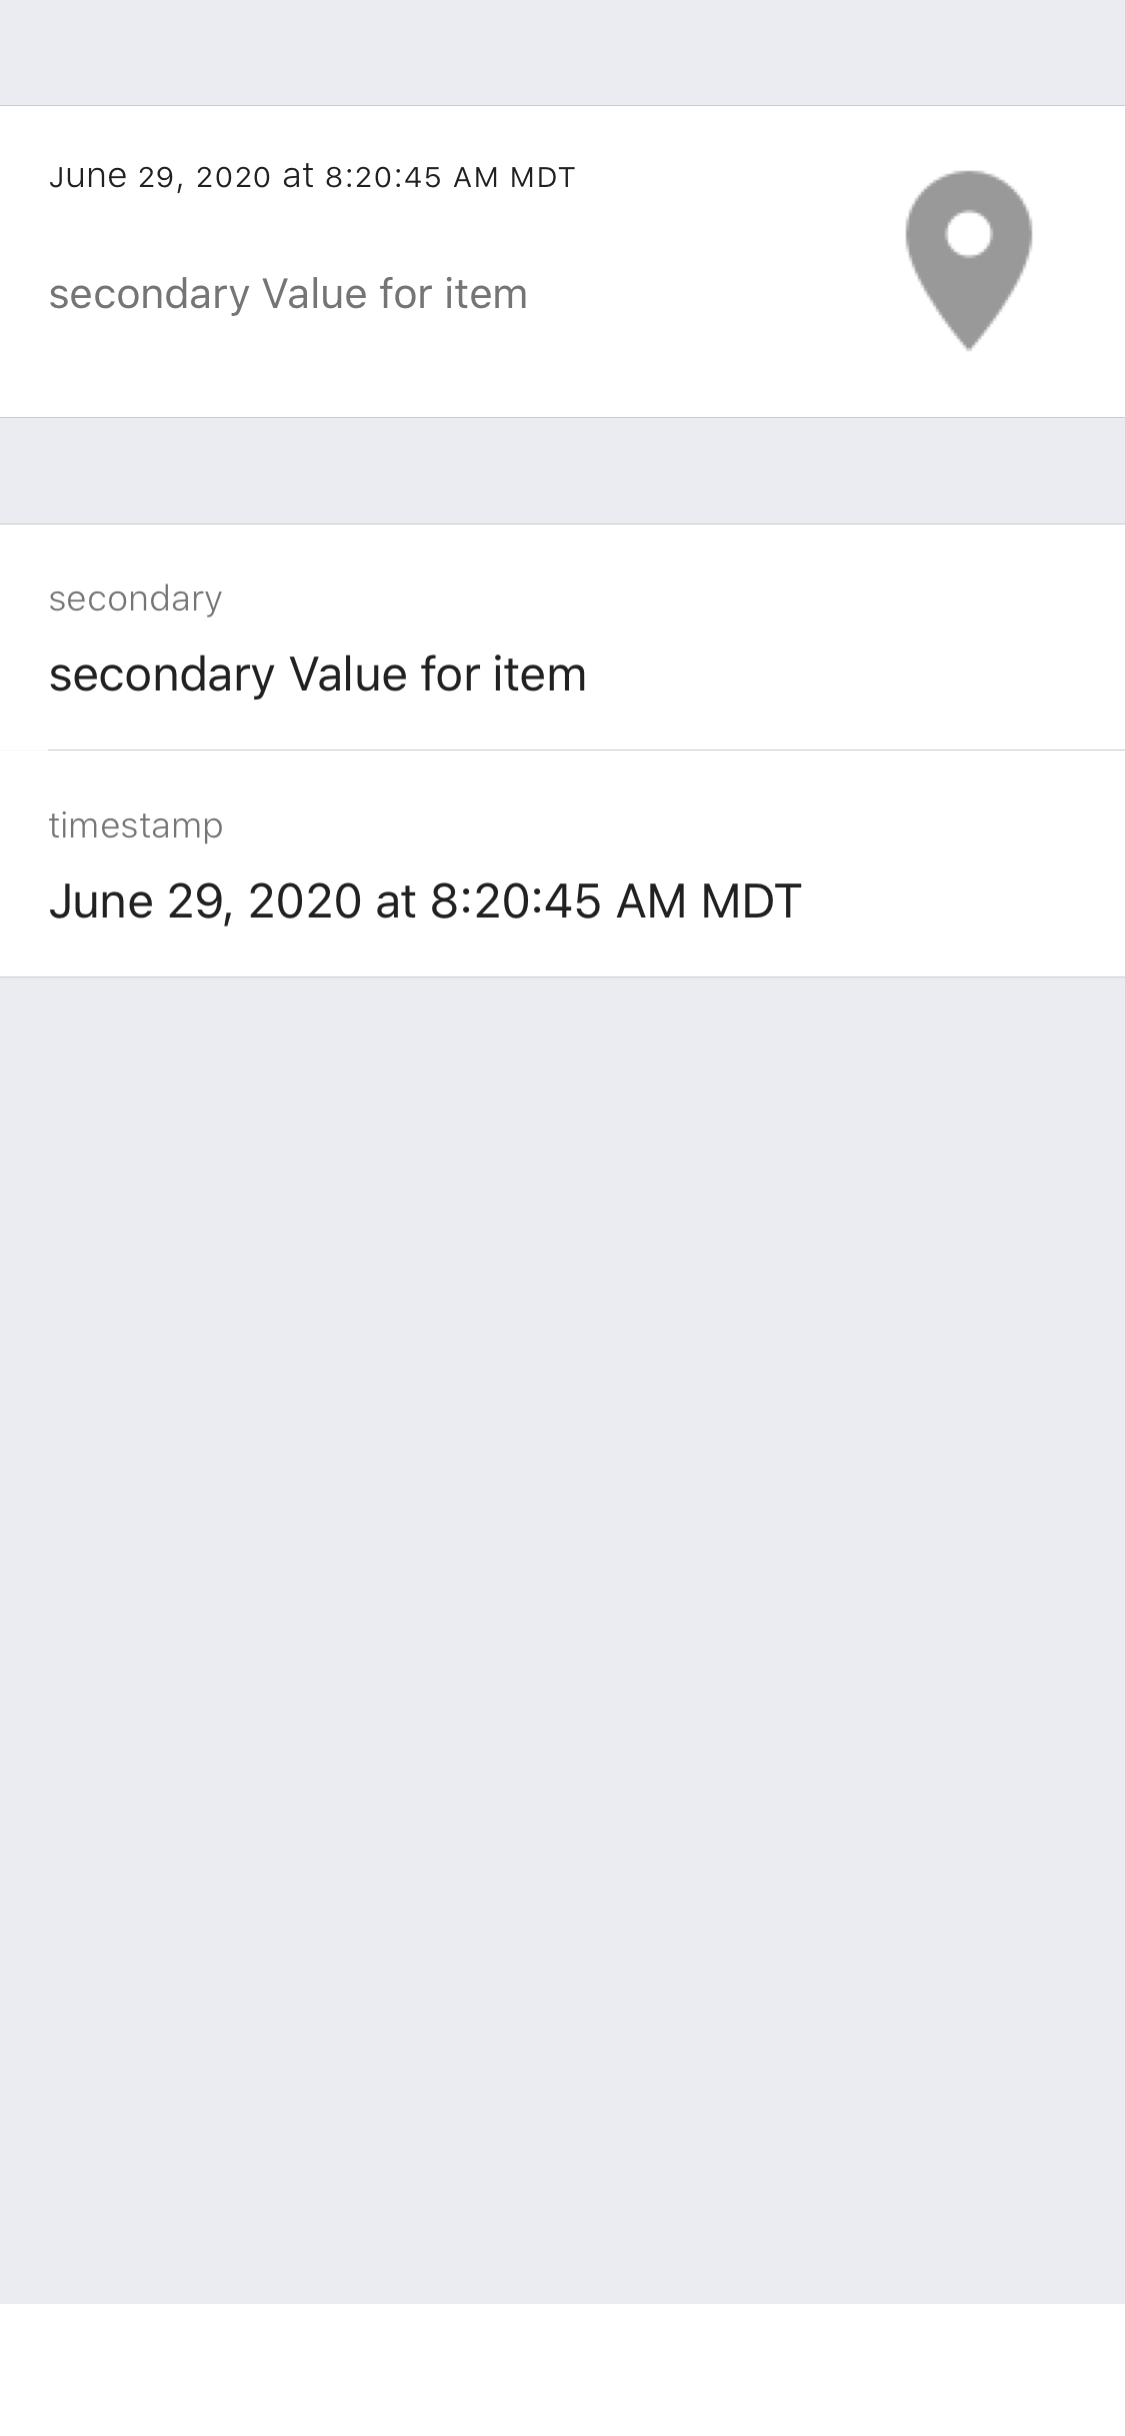 June 29, 2020 at 8:20:45 AM MDT
secondary Value for item
secondary
secondary Value for item
timestamp
June 29, 2020 at 8:20:45 AM MDT